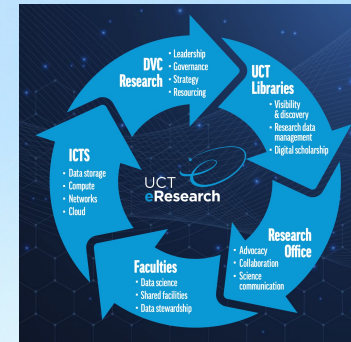 DVC
Research
• Leadership
• Governance
• Strategy
• Resourcing
UCT
Libraries
• Visibility
& discovery
• Research data
management
• Digital scholarship
Research
Office
• Advocacy
• Collaboration
• Science
communication
Faculties
• Data science
• Shared facilities
• Data stewardship
ICTS
• Data storage
• Compute
• Networks
• Cloud
UCT
eResearch